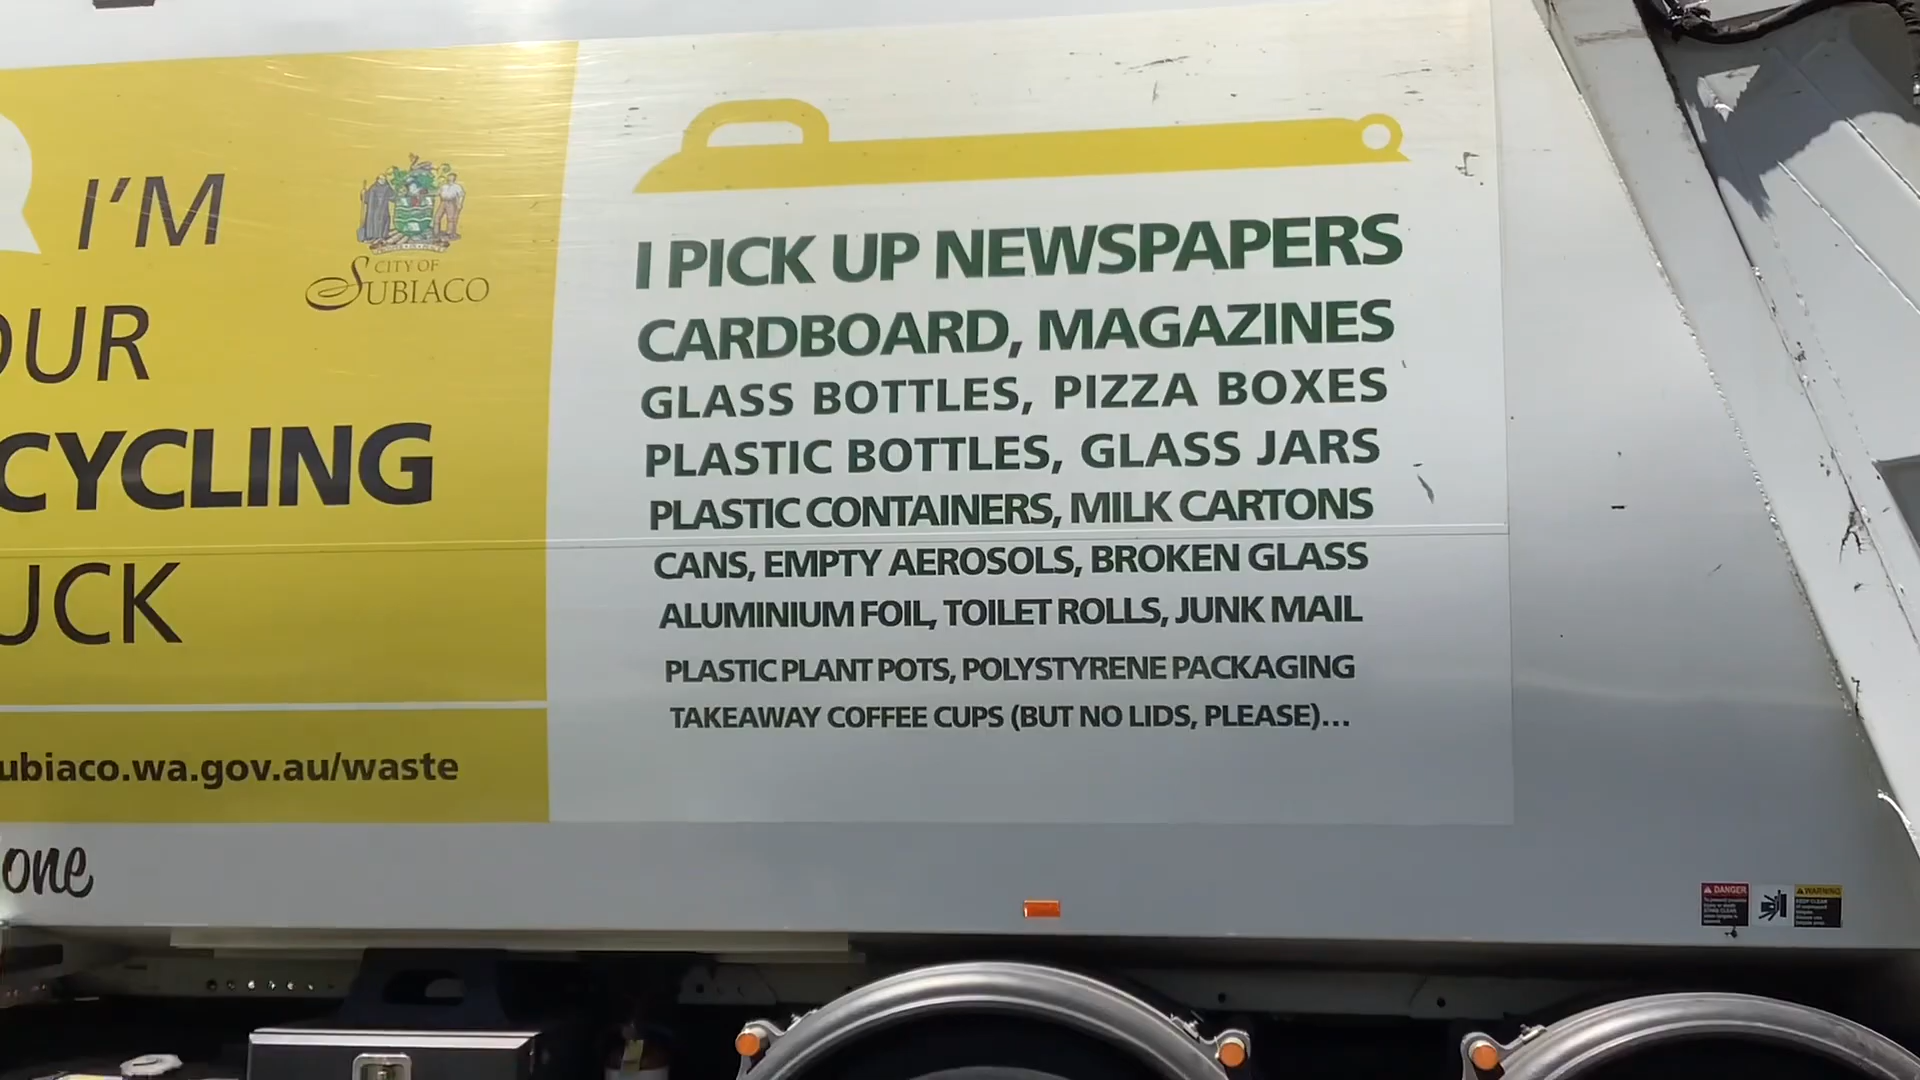 I'M
OUR
CYCLING
UCK
CITY OF
SUBIACO
ubiaco.wa.gov.au/waste
one
I PICK UP NEWSPAPERS
CARDBOARD, MAGAZINES
GLASS BOTTLES, PIZZA BOXES
PLASTIC BOTTLES, GLASS JARS
PLASTIC CONTAINERS, MILK CARTONS
CANS, EMPTY AEROSOLS, BROKEN GLASS
ALUMINIUM FOIL, TOILET ROLLS, JUNK MAIL
PLASTIC PLANT POTS, POLYSTYRENE PACKAGING
TAKEAWAY COFFEE CUPS (BUT NO LIDS, PLEASE)...
DANGER
WARNING
KEEP CLEAR